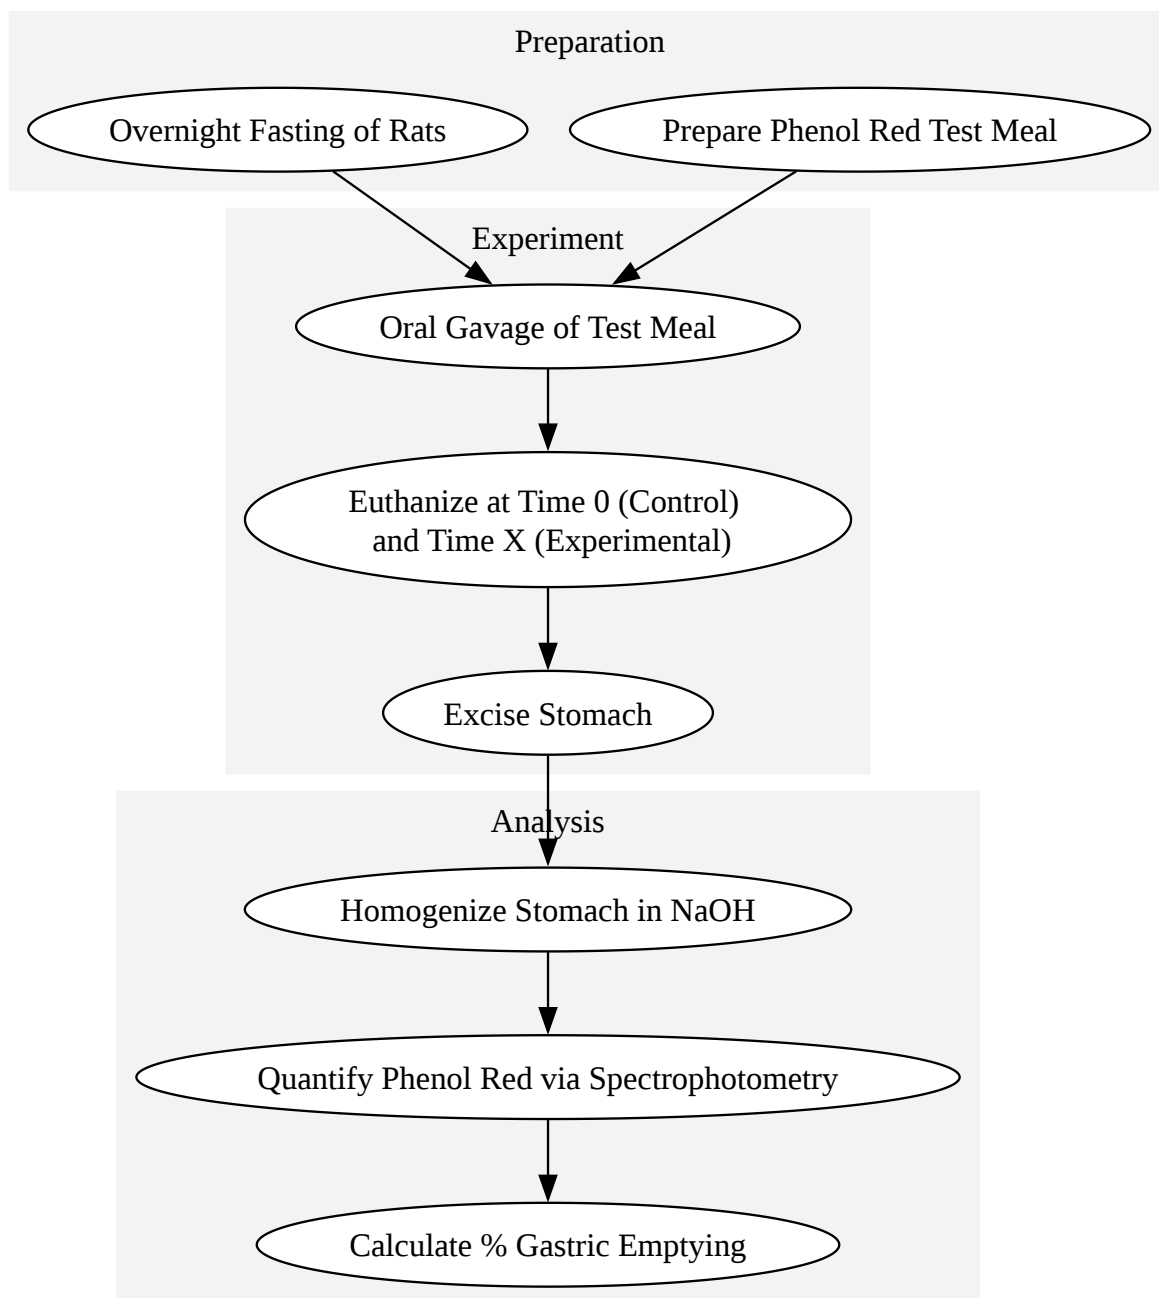 Preparation
Overnight Fasting of Rats
Prepare Phenol Red Test Meal
Experiment
Oral Gavage of Test Meal
Euthanize at Time 0 (Control)
and Time X (Experimental)
Excise Stomach
Analysis
Homogenize Stomach in NaOH
Quantify Phenol Red via Spectrophotometry
Calculate % Gastric Emptying